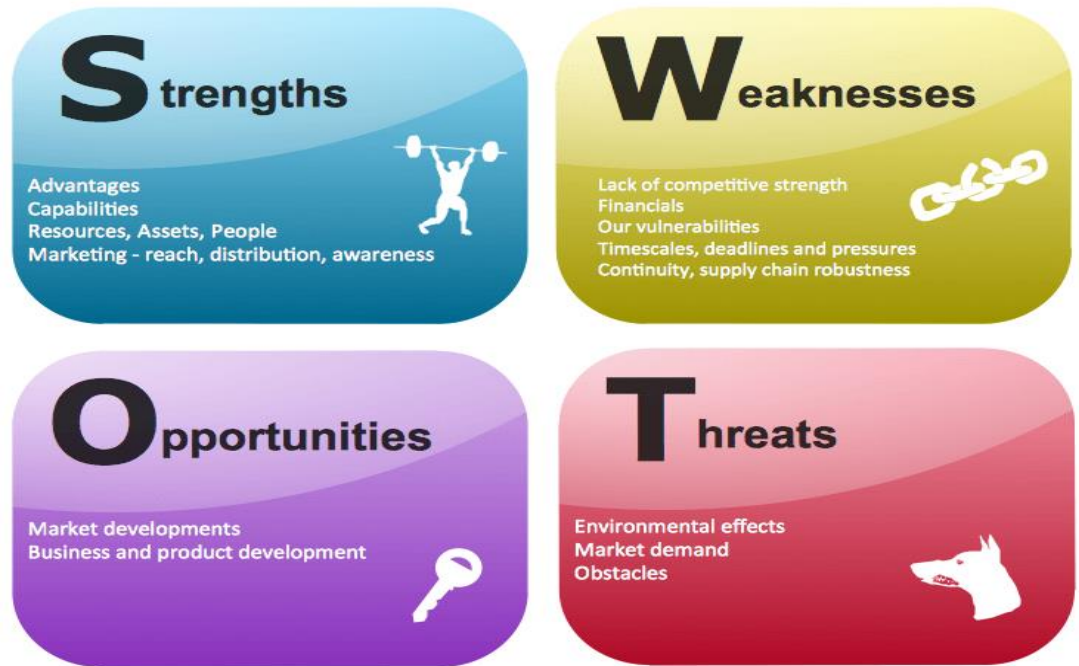 Strengths
Advantages
Capabilities
Resources, Assets, People
Marketing - reach, distribution, awareness
Weaknesses
Lack of competitive strength
Financials
Our vulnerabilities
Timescales, deadlines and pressures
Continuity, supply chain robustness
Opportunities
Market developments
Business and product development
Threats
Environmental effects
Market demand
Obstacles